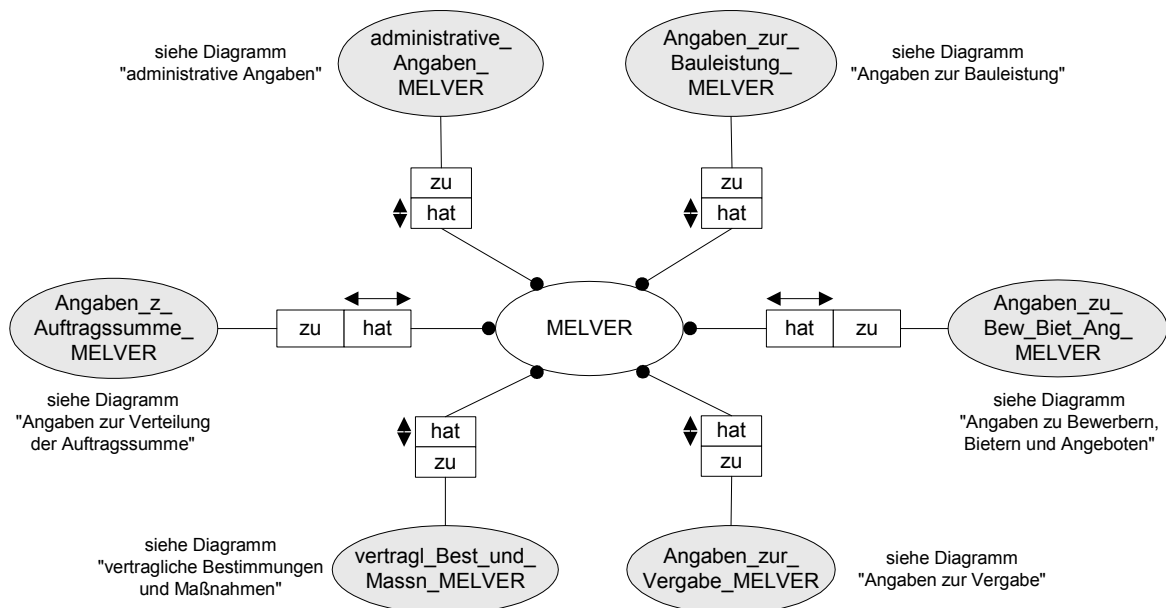 siehe Diagramm
"administrative Angaben"
administrative_
Angaben_
MELVER
Angaben_zur_
Bauleistung_
MELVER
siehe Diagramm
"Angaben zur Bauleistung"
zu
hat
zu
hat
Angaben_z_
Auftragssumme_
MELVER
zu
hat
MELVER
hat
zu
Angaben_zu_
Bew_Biet_Ang_
MELVER
siehe Diagramm
"Angaben zur Verteilung
der Auftragssumme"
siehe Diagramm
"Angaben zu Bewerbern,
Bietern und Angeboten"
hat
zu
hat
zu
siehe Diagramm
"vertragliche Bestimmungen
und Maßnahmen"
vertragl_Best_und_
Massn_MELVER
Angaben_zur_
Vergabe_MELVER
siehe Diagramm
"Angaben zur Vergabe"